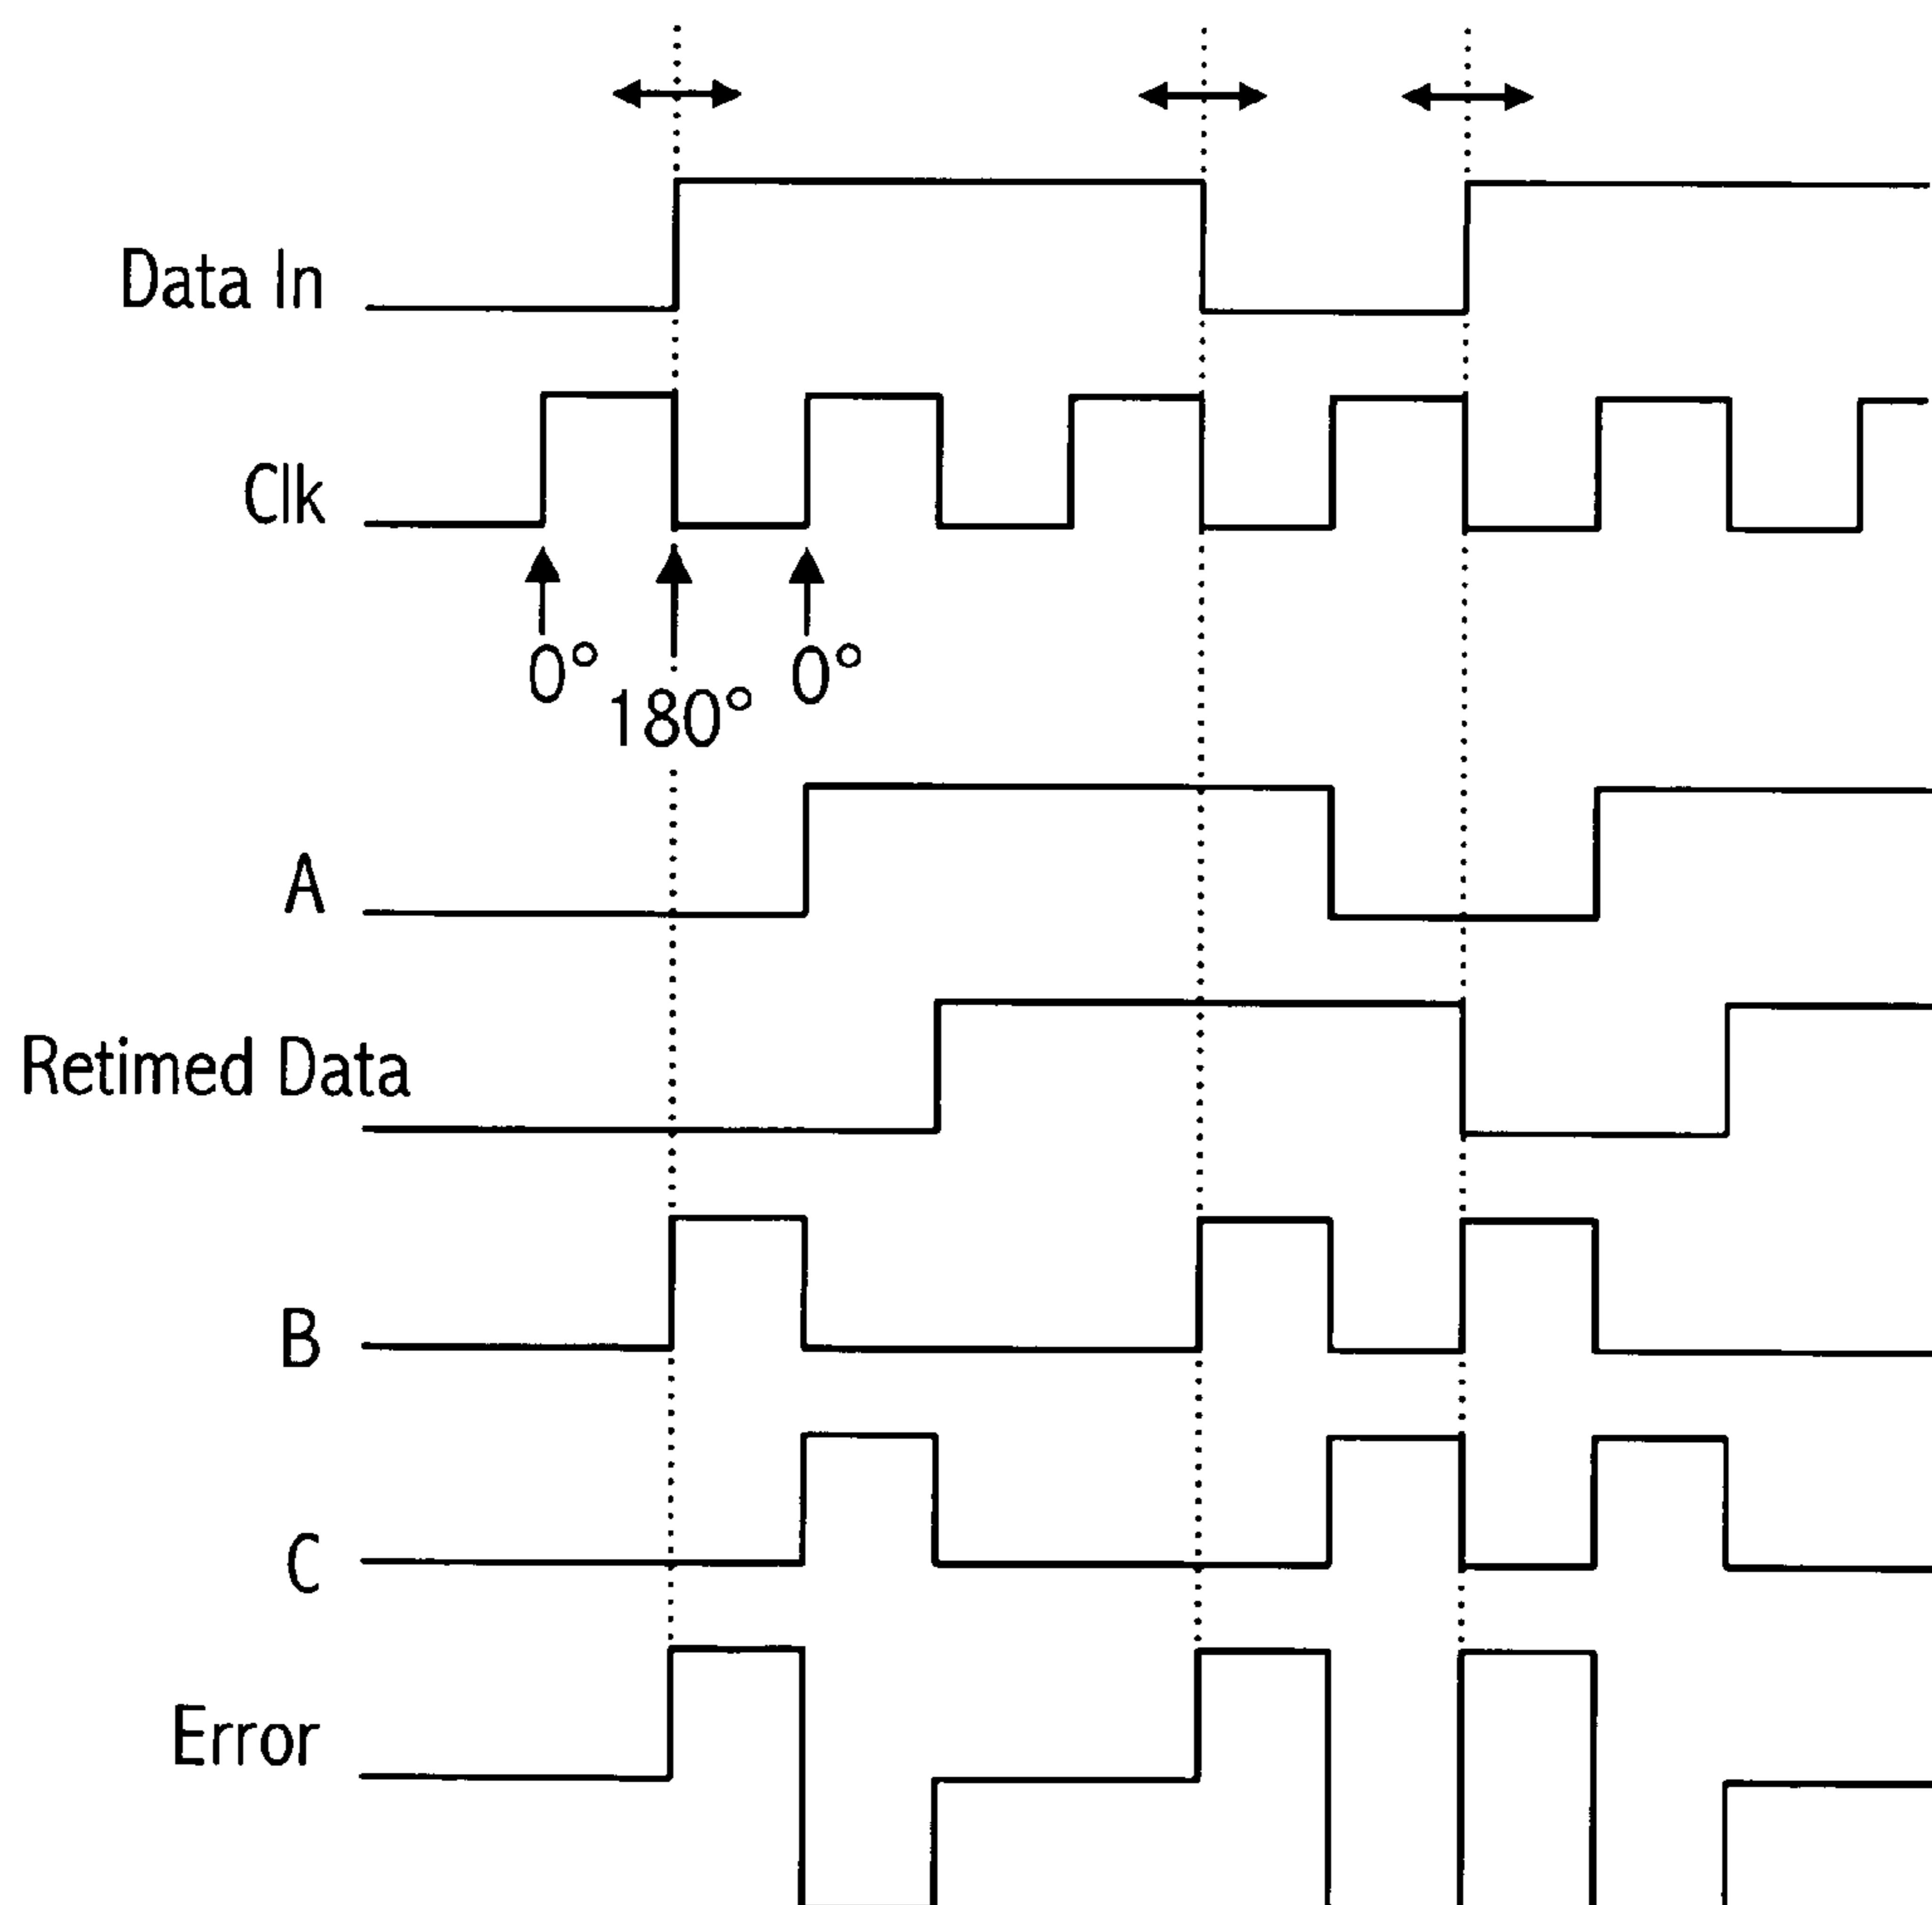 Data In
Clk
0° 180° 0°
A
Retimed Data
B
C
Error